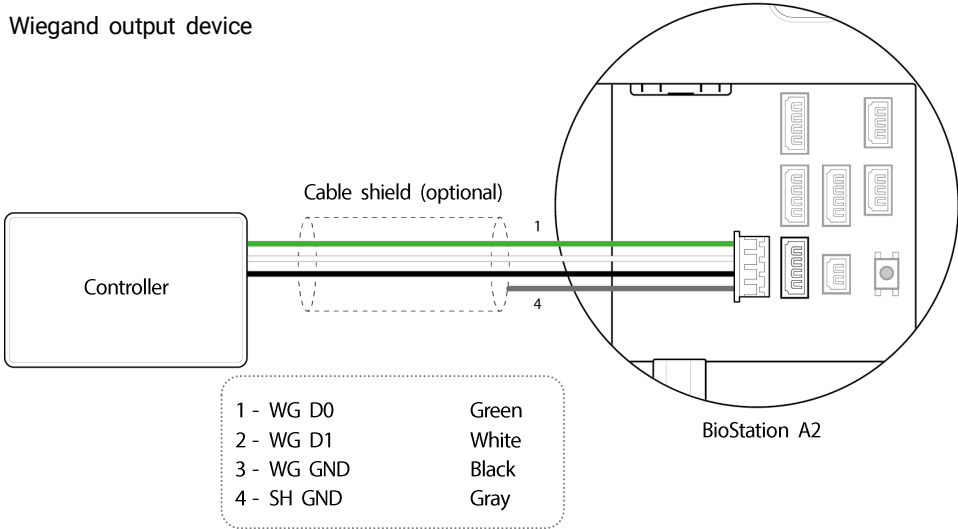 Wiegand output device
Cable shield (optional)
1
Controller
4
1 - WG D0 Green
2 - WG D1 White
3 - WG GND Black
4 - SH GND Gray
BioStation A2